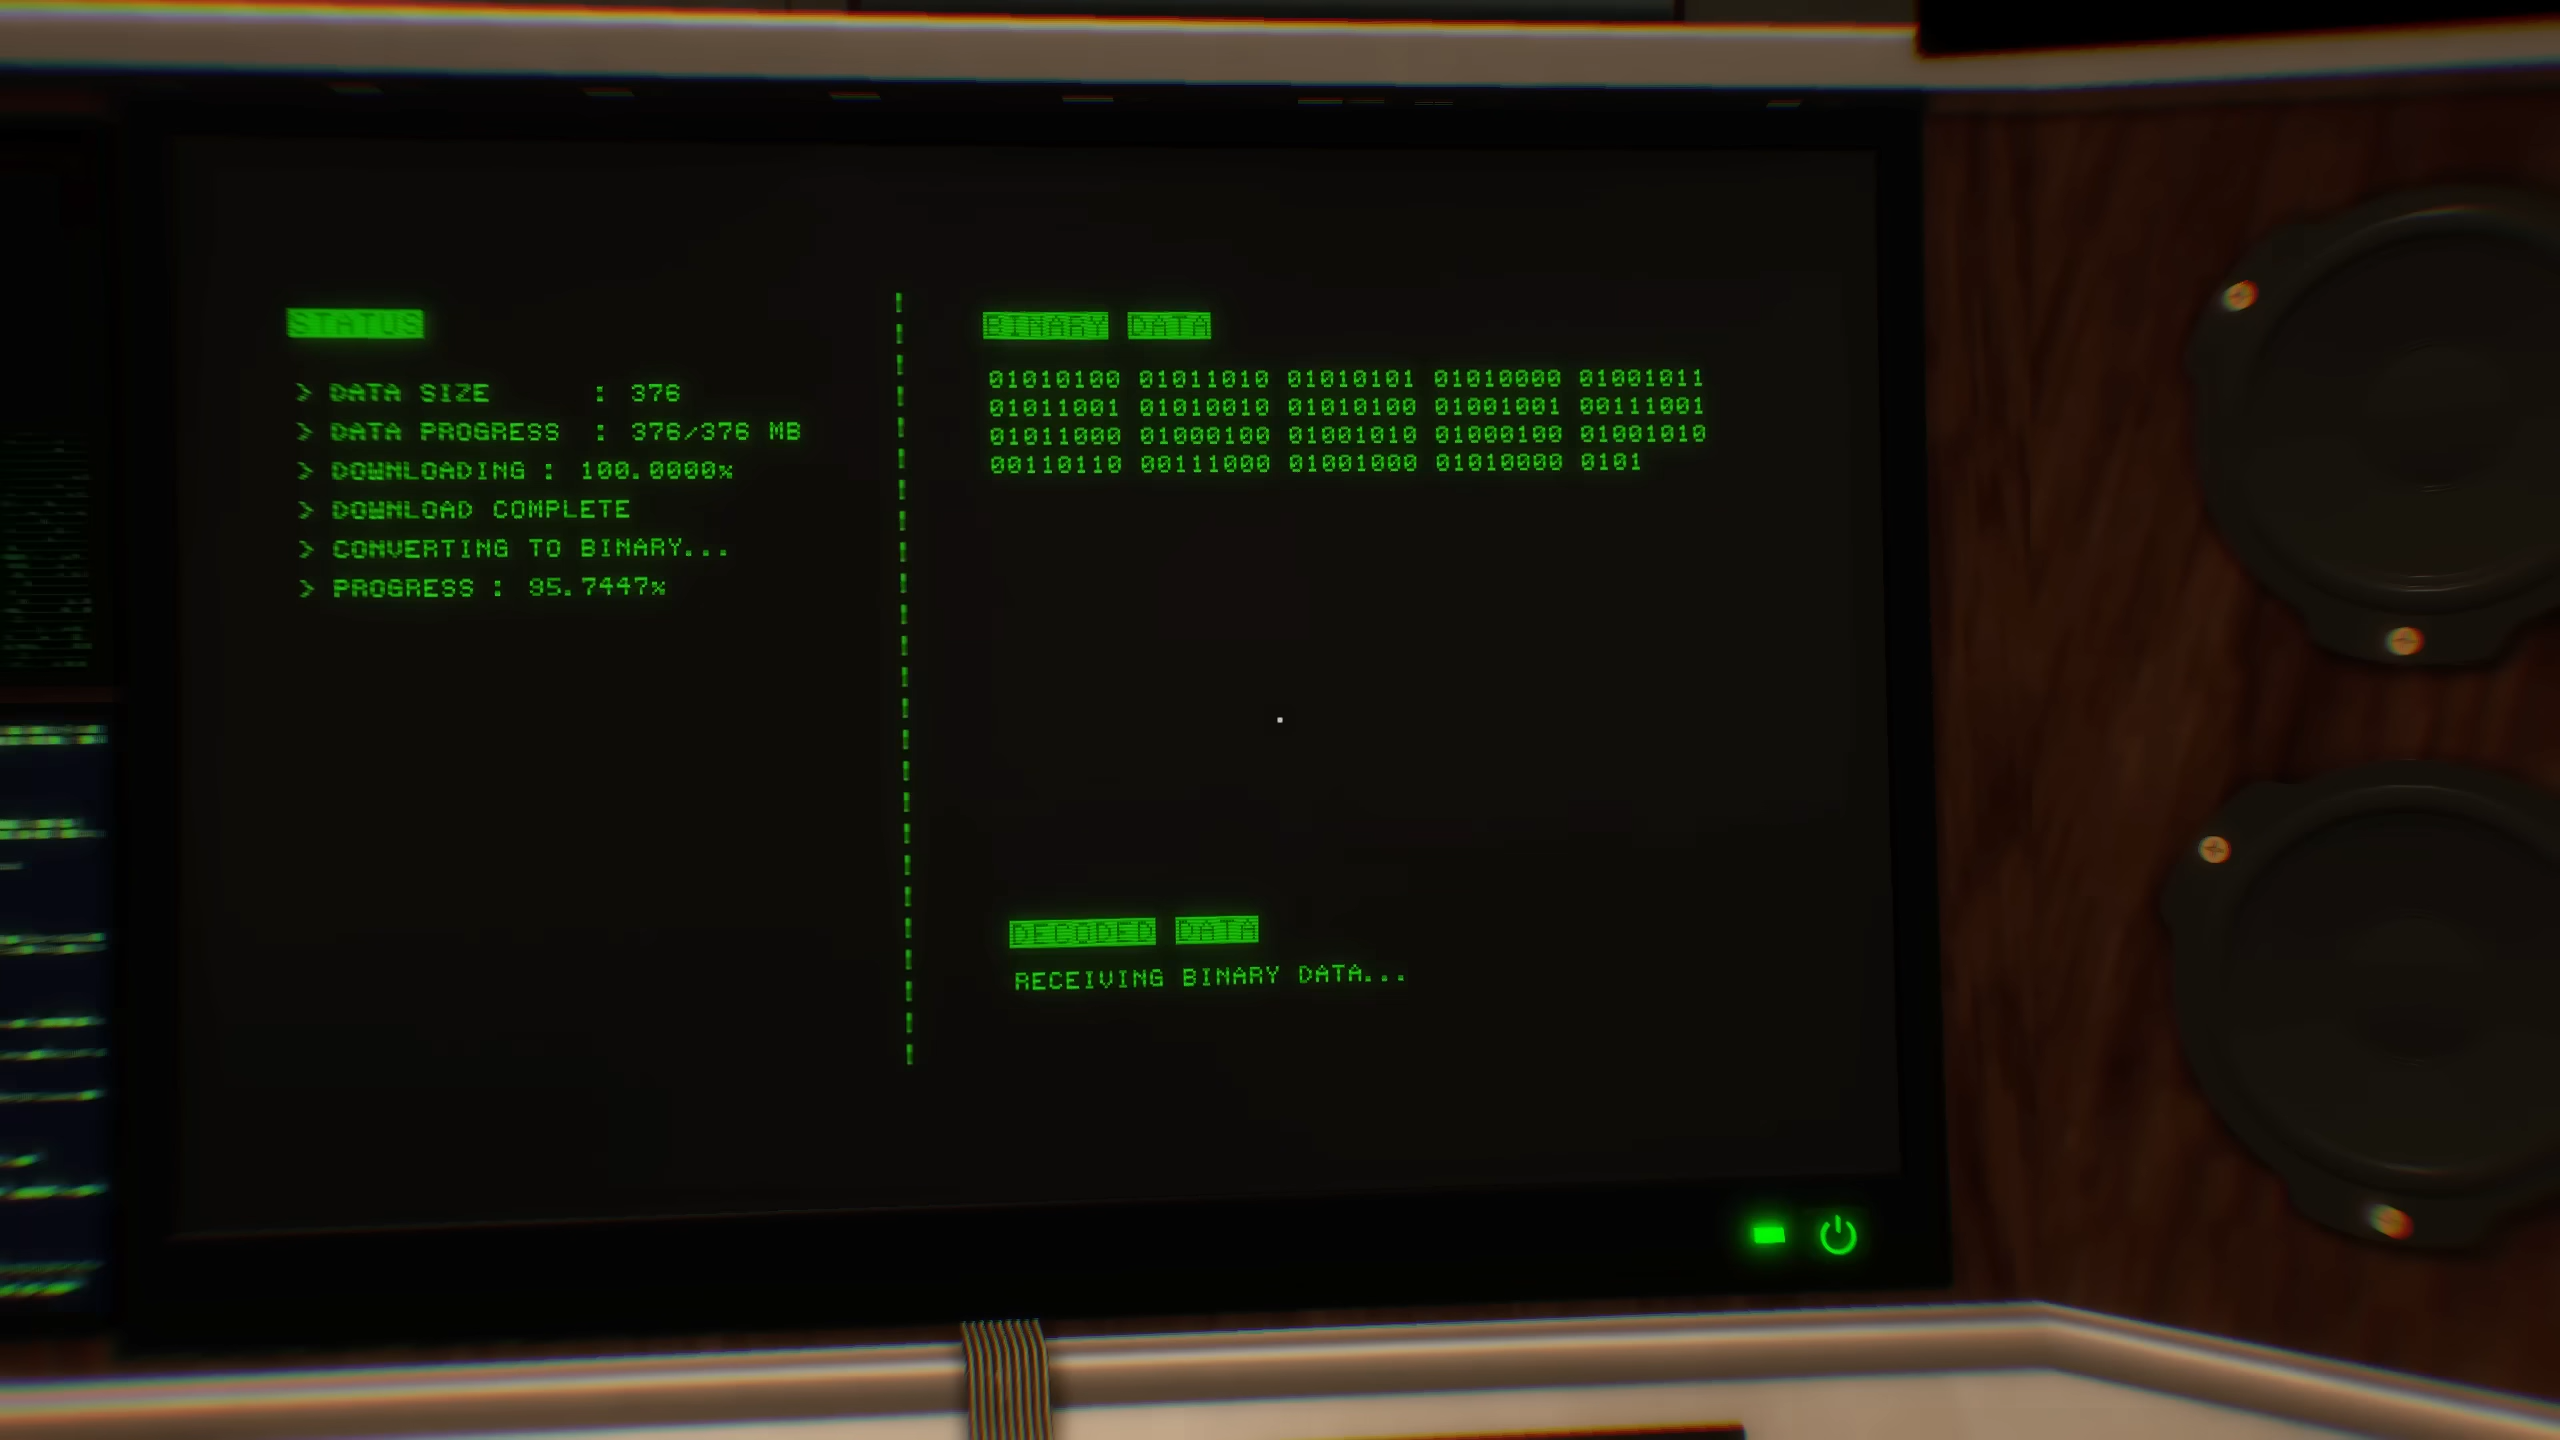 STATUS
> DATA SIZE : 376
> DATA PROGRESS : 376/376 MB
> DOWNLOADING : 100.0000%
> DOWNLOAD COMPLETE
> CONVERTING TO BINARY...
> PROGRESS : 95.7447%
BINARY DATA
01010100 01011010 01010101 01010000 01001011
01011001 01010010 01010100 01001001 00111001
01011000 01000100 01001010 01000100 01001010
00110110 00111000 01001000 01010000 0101
DECODED DATA
RECEIVING BINARY DATA...